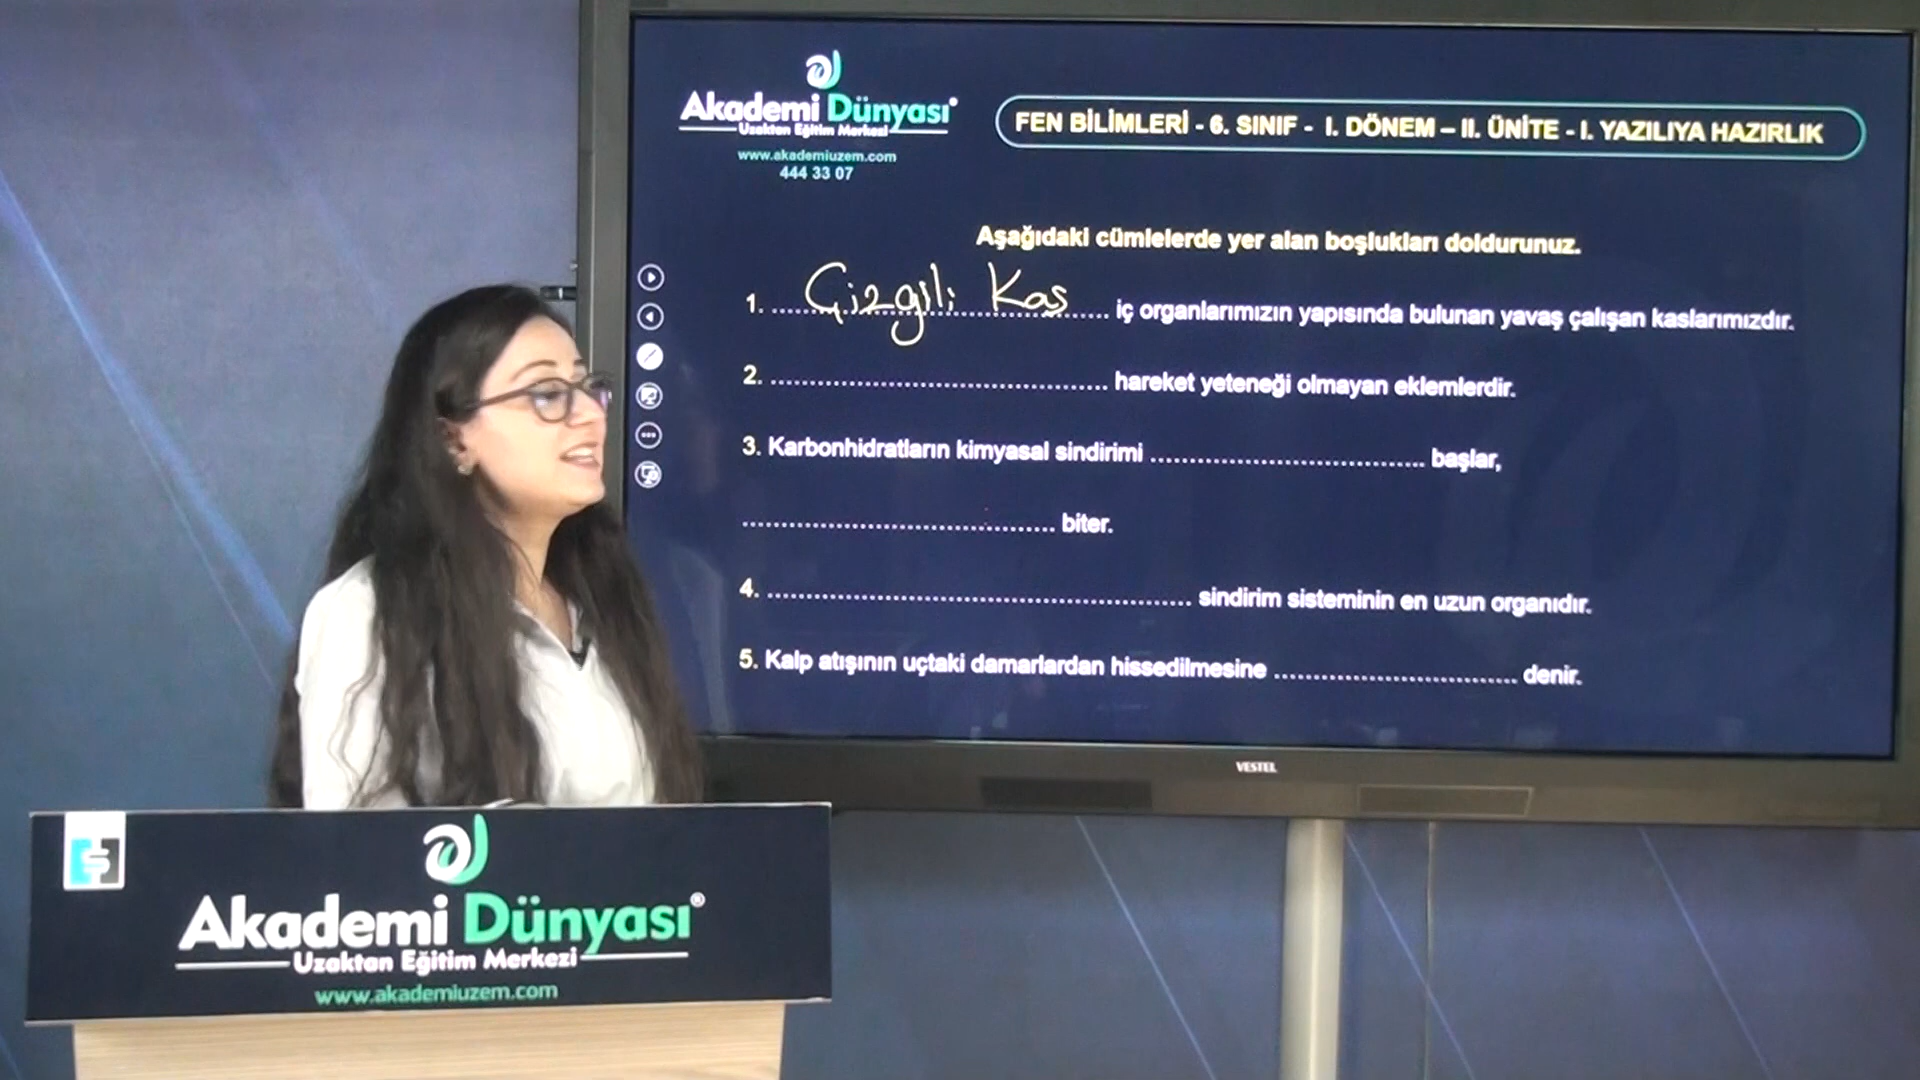 Akademi Dünyası®
Uzaktan Eğitim Merkezi
www.akademiuzem.com
444 33 07
FEN BİLİMLERİ - 6. SINIF - I. DÖNEM – II. ÜNİTE - I. YAZILIYA HAZIRLIK
Aşağıdaki cümlelerde yer alan boşlukları doldurunuz.
1. ....Çizgili Kas.... iç organlarımızın yapısında bulunan yavaş çalışan kaslarımızdır.
2. .................................................... hareket yeteneği olmayan eklemlerdir.
3. Karbonhidratların kimyasal sindirimi .......................................... başlar,
................................................ biter.
4. ................................................................. sindirim sisteminin en uzun organıdır.
5. Kalp atışının uçtaki damarlardan hissedilmesine ..................................... denir.
VESTEL
Akademi Dünyası®
Uzaktan Eğitim Merkezi
www.akademiuzem.com